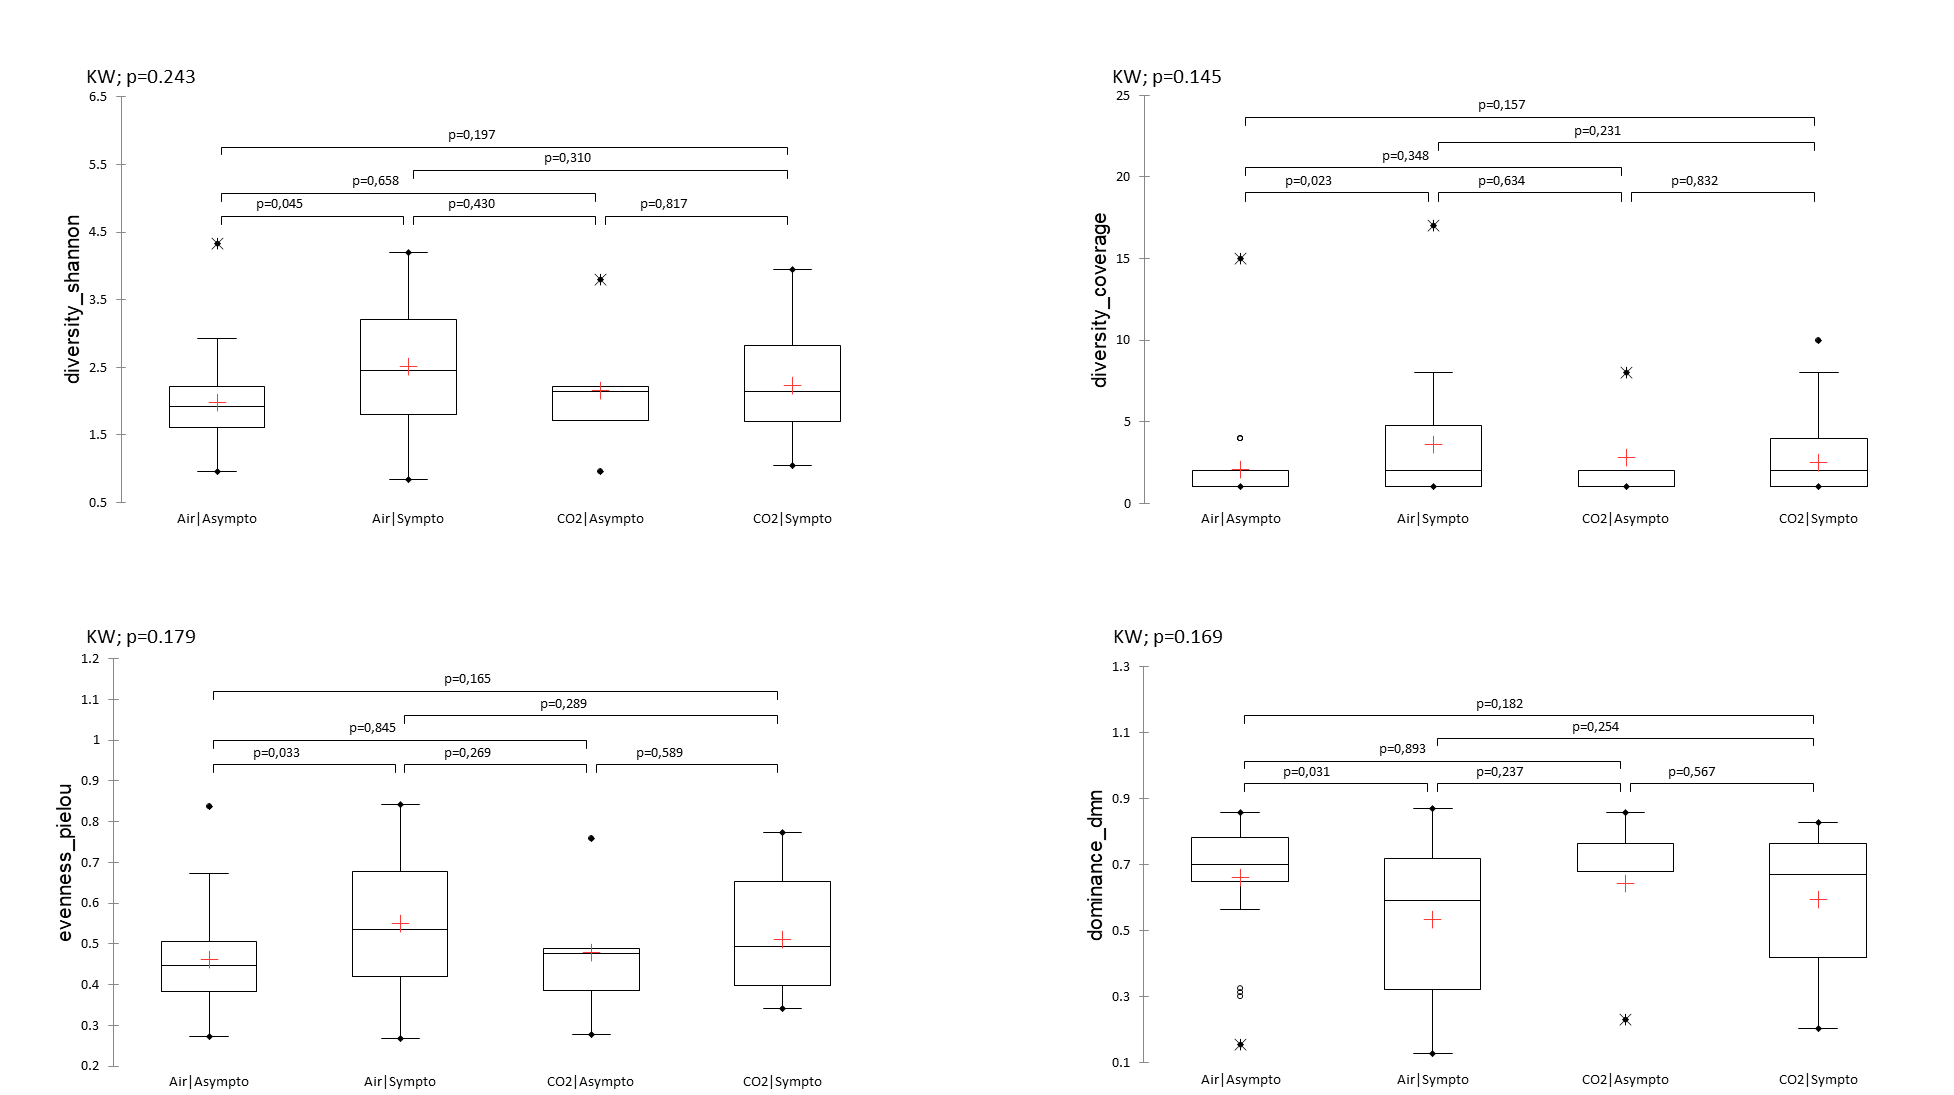 KW; p=0.243
6.5
5.5
4.5
3.5
2.5
1.5
0.5
diversity_shannon
p=0,197
p=0,310
p=0,658
p=0,045
p=0,430
p=0,817
Air|Asympto
Air|Sympto
CO2|Asympto
CO2|Sympto
KW; p=0.145
25
20
15
10
5
0
diversity_coverage
p=0,157
p=0,231
p=0,348
p=0,023
p=0,634
p=0,832
Air|Asympto
Air|Sympto
CO2|Asympto
CO2|Sympto
KW; p=0.179
1.2
1.1
1
0.9
0.8
0.7
0.6
0.5
0.4
0.3
0.2
evenness_pielou
p=0,165
p=0,289
p=0,845
p=0,033
p=0,269
p=0,589
Air|Asympto
Air|Sympto
CO2|Asympto
CO2|Sympto
KW; p=0.169
1.3
1.1
0.9
0.7
0.5
0.3
0.1
dominance_dmn
p=0,182
p=0,254
p=0,893
p=0,031
p=0,237
p=0,567
Air|Asympto
Air|Sympto
CO2|Asympto
CO2|Sympto